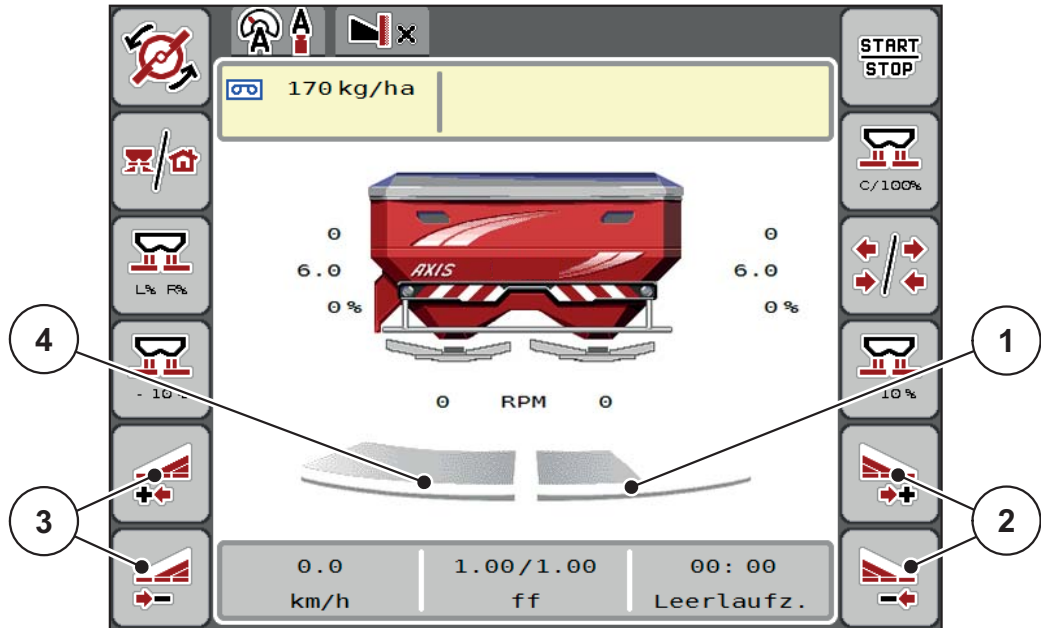 A A
x
START
STOP
170 kg/ha
C/100%
0 0
6.0 AXIS 6.0
L% R%
0 % 0 %
4
1
- 10 %
10 %
0 RPM 0
3
2
0.0 1.00/1.00 00: 00
km/h ff Leerlaufz.